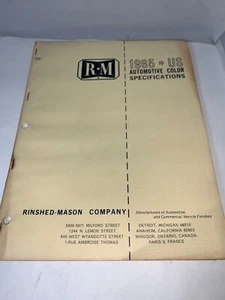 R-M
1965 ★ US
AUTOMOTIVE COLOR
SPECIFICATIONS
RINSHED-MASON COMPANY
Manufacturers of Automotive
and Commercial Vehicle Finishes
5935-5971 MILFORD STREET
1244 N. LEMON STREET
840 WEST WYANDOTTE STREET
1-RUE AMBROISE THOMAS
DETROIT, MICHIGAN 48210
ANAHEIM, CALIFORNIA 92803
WINDSOR, ONTARIO, CANADA
PARIS 9, FRANCE